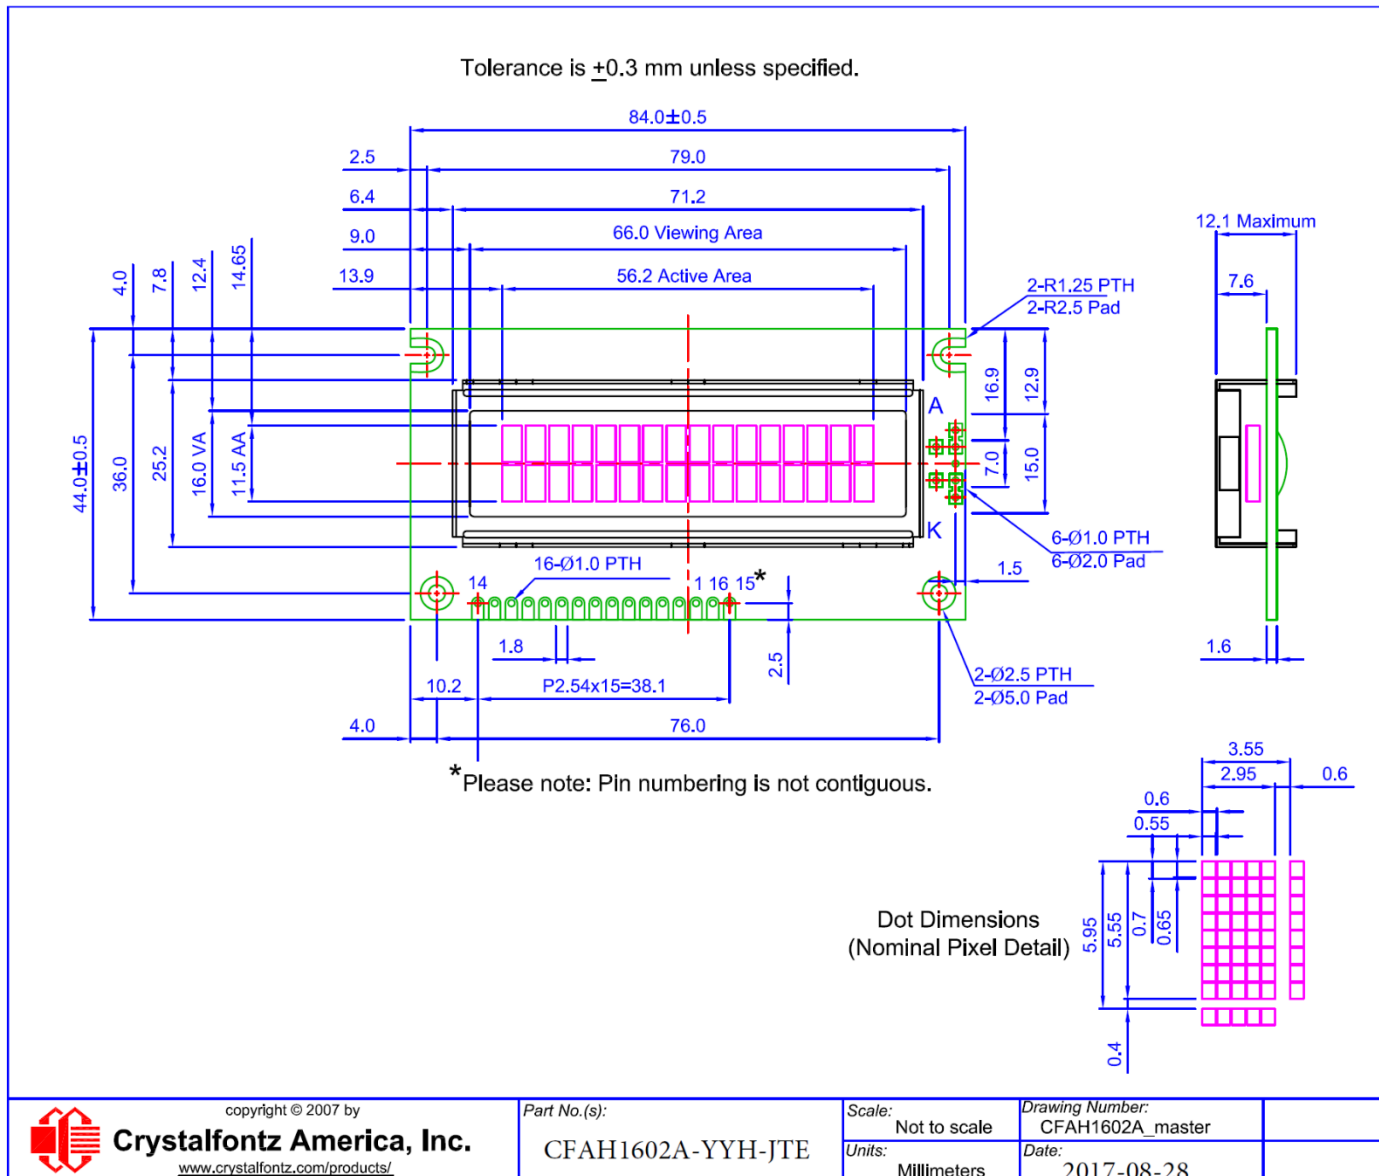 Tolerance is ±0.3 mm unless specified.
84.0±0.5
2.5
79.0
6.4
71.2
9.0
66.0 Viewing Area
13.9
56.2 Active Area
4.0
7.8
12.4
14.65
12.1 Maximum
7.6
2-R1.25 PTH
2-R2.5 Pad
44.0±0.5
36.0
25.2
16.0 VA
11.5 AA
16.9
12.9
A
7.0
15.0
K
6-Ø1.0 PTH
6-Ø2.0 Pad
16-Ø1.0 PTH
14
1 16 15*
1.5
1.8
2.5
1.6
10.2
P2.54x15=38.1
2-Ø2.5 PTH
2-Ø5.0 Pad
4.0
76.0
*Please note: Pin numbering is not contiguous.
3.55
2.95
0.6
0.6
0.55
Dot Dimensions
(Nominal Pixel Detail)
5.95
5.55
0.7
0.65
0.4
copyright © 2007 by
Crystalfontz America, Inc.
www.crystalfontz.com/products/
Part No.(s):
CFAH1602A-YYH-JTE
Scale:
Not to scale
Drawing Number:
CFAH1602A_master
Units:
Millimeters
Date:
2017-08-28